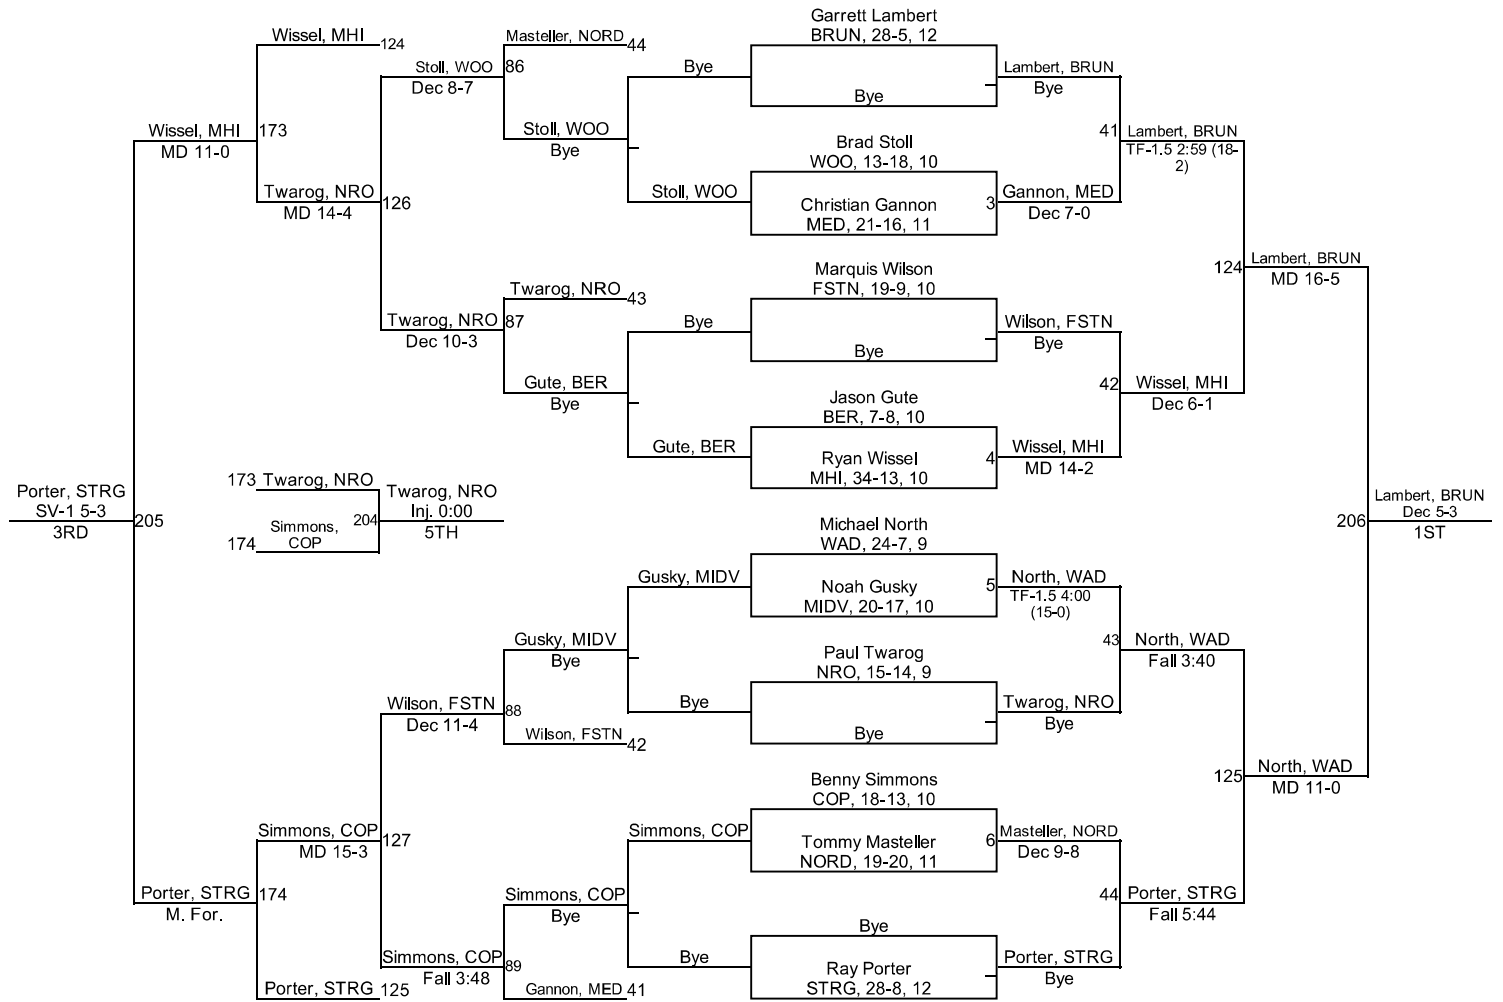 Garrett Lambert
BRUN, 28-5, 12
Wissel, MHI
124
Masteller, NORD
44
Stoll, WOO
86
Dec 8-7
Bye
Lambert, BRUN
Bye
Bye
Wissel, MHI
173
MD 11-0
Stoll, WOO
Bye
Brad Stoll
WOO, 13-18, 10
41
Lambert, BRUN
TF-1.5 2:59 (18-
2)
Twarog, NRO
126
MD 14-4
Stoll, WOO
Christian Gannon
MED, 21-16, 11
3
Gannon, MED
Dec 7-0
Marquis Wilson
FSTN, 19-9, 10
124
Lambert, BRUN
MD 16-5
Twarog, NRO
43
Twarog, NRO
87
Dec 10-3
Bye
Bye
Wilson, FSTN
Bye
Gute, BER
Bye
Jason Gute
BER, 7-8, 10
42
Wissel, MHI
Dec 6-1
Gute, BER
Ryan Wissel
MHI, 34-13, 10
4
Wissel, MHI
MD 14-2
Porter, STRG
SV-1 5-3
3RD
205
173
Twarog, NRO
Simmons,
COP
174
204
Twarog, NRO
Inj. 0:00
5TH
206
Lambert, BRUN
Dec 5-3
1ST
Michael North
WAD, 24-7, 9
Gusky, MIDV
Noah Gusky
MIDV, 20-17, 10
5
North, WAD
TF-1.5 4:00
(15-0)
Gusky, MIDV
Bye
Paul Twarog
NRO, 15-14, 9
43
North, WAD
Fall 3:40
Wilson, FSTN
88
Dec 11-4
Wilson, FSTN
42
Bye
Bye
Twarog, NRO
Bye
Benny Simmons
COP, 18-13, 10
125
North, WAD
MD 11-0
Simmons, COP
127
MD 15-3
Simmons, COP
Tommy Masteller
NORD, 19-20, 11
6
Masteller, NORD
Dec 9-8
Porter, STRG
174
M. For.
Simmons, COP
Bye
Bye
44
Porter, STRG
Fall 5:44
Simmons, COP
89
Fall 3:48
Bye
Ray Porter
STRG, 28-8, 12
Porter, STRG
Bye
Porter, STRG
125
Gannon, MED
41